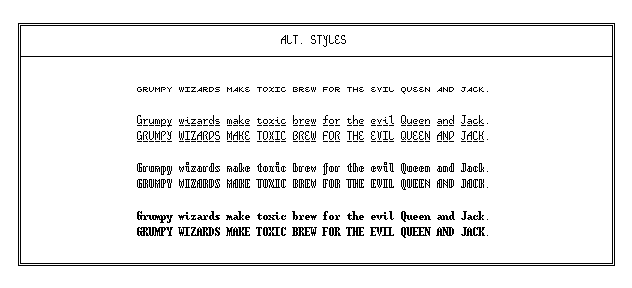 ALT. STYLES
GRUMPY WIZARDS MAKE TOXIC BREW FOR THE EVIL QUEEN AND JACK.
Grumpy wizards make toxic brew for the evil Queen and Jack.
GRUMPY WIZARDS MAKE TOXIC BREW FOR THE EVIL QUEEN AND JACK.
Grumpy wizards make toxic brew for the evil Queen and Jack.
GRUMPY WIZARDS MAKE TOXIC BREW FOR THE EVIL QUEEN AND JACK.
Grumpy wizards make toxic brew for the evil Queen and Jack.
GRUMPY WIZARDS MAKE TOXIC BREW FOR THE EVIL QUEEN AND JACK.